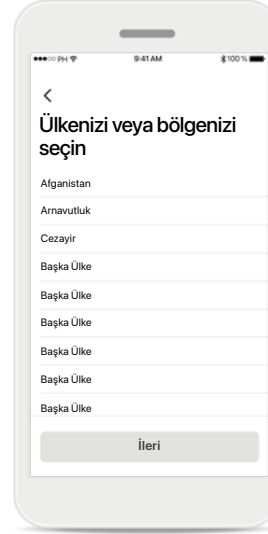 PH 9:41 AM 100 %
Ülkenizi veya bölgenizi
seçin
Afganistan
Arnavutluk
Cezayir
Başka Ülke
Başka Ülke
Başka Ülke
Başka Ülke
Başka Ülke
Başka Ülke
İleri